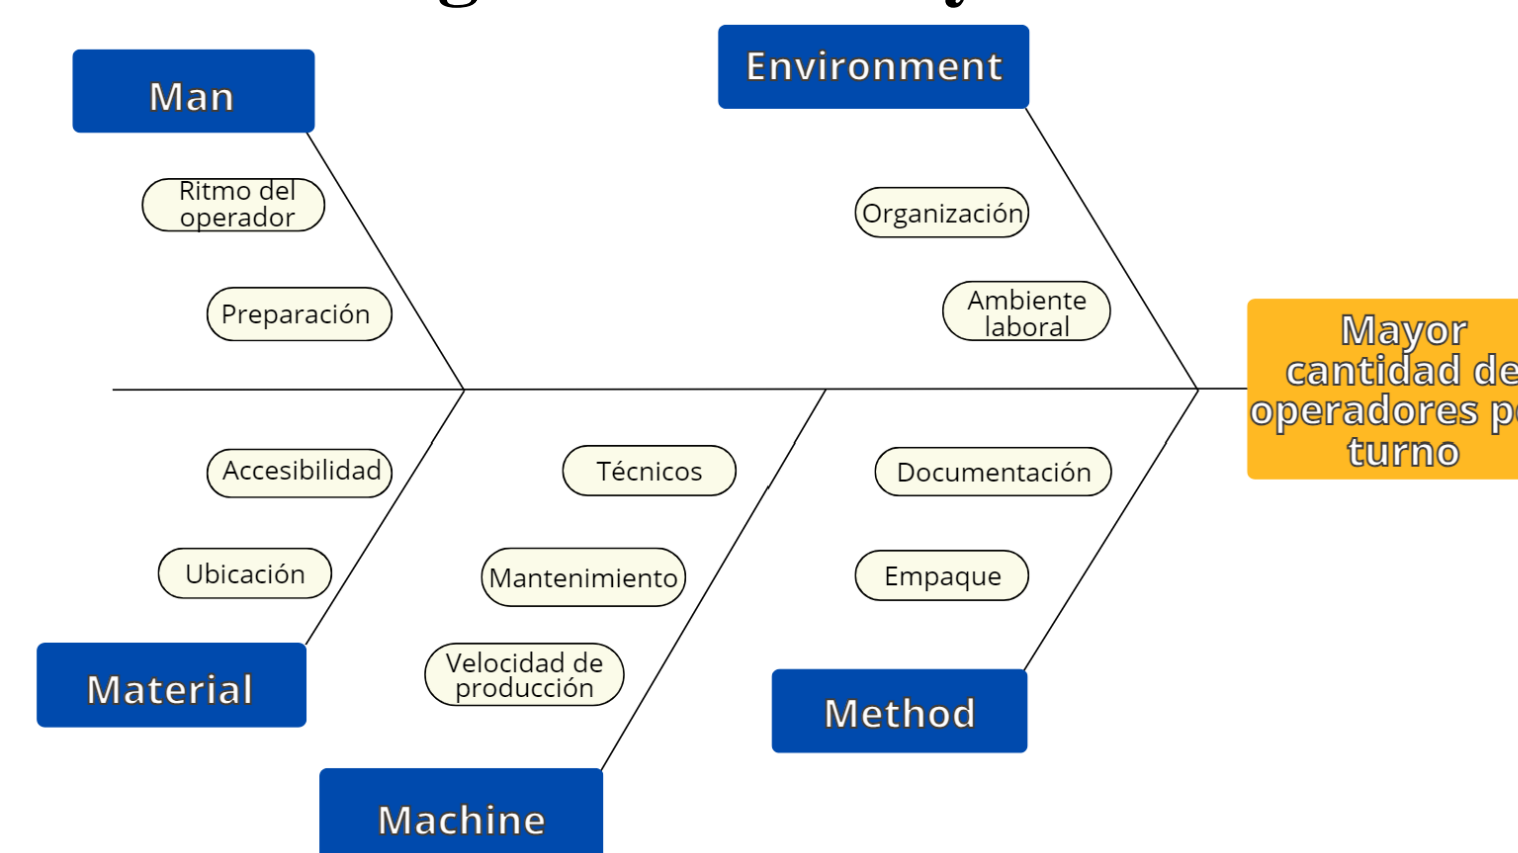 Man
Environment
Ritmo del
operador
Organización
Preparación
Ambiente
laboral
Mayor
cantidad de
operadores
turno
Accesibilidad
Técnicos
Documentación
Ubicación
Mantenimiento
Empaque
Velocidad de
producción
Material
Method
Machine